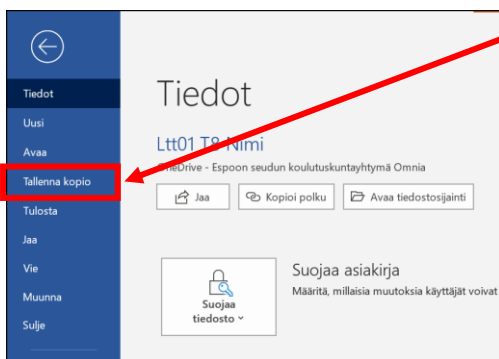 Tiedot
Uusi
Avaa
Tallenna kopio
Tulosta
Jaa
Vie
Muunna
Sulje
Tiedot
Ltt01 T8-Nimi
OneDrive - Espoon seudun koulutuskuntayhtymä Omnia
Jaa
Kopioi polku
Avaa tiedostosijainti
Suojaa
tiedosto
Suojaa asiakirja
Määritä, millaisia muutoksia käyttäjät voivat